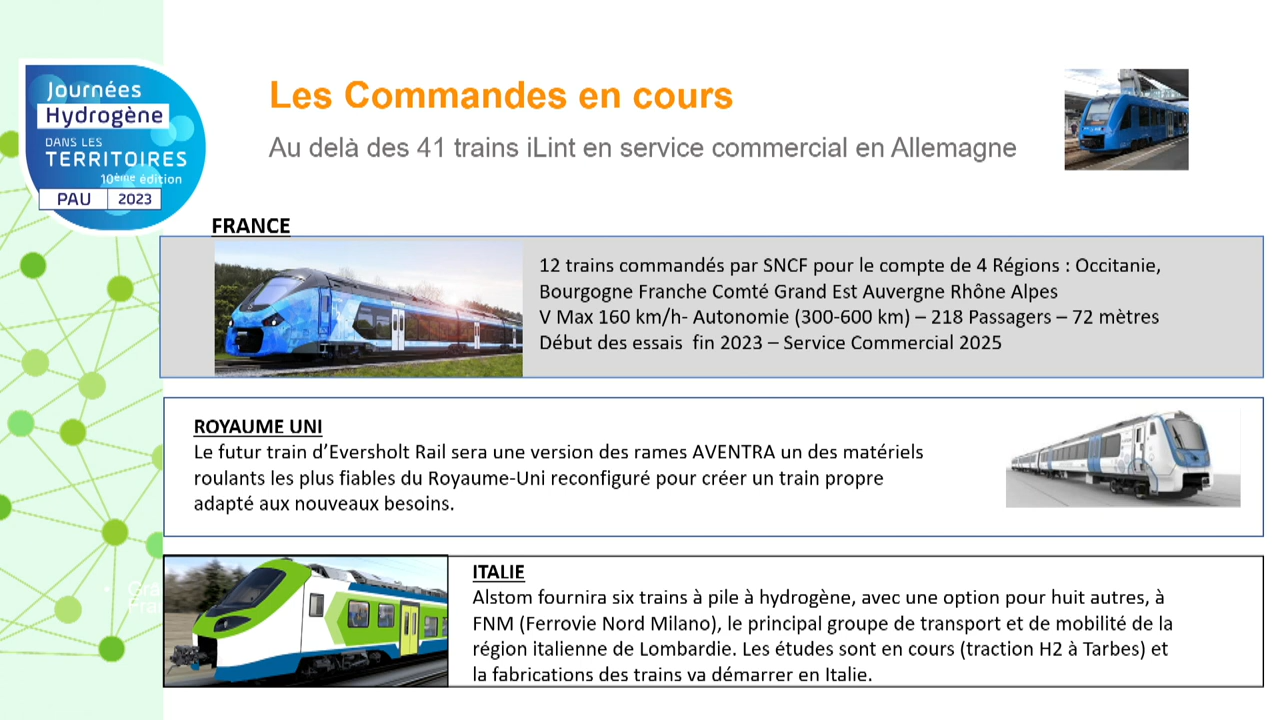 Journées
Hydrogène
DANS LES
TERRITOIRES
10ème édition
PAU 2023
Les Commandes en cours
Au delà des 41 trains iLint en service commercial en Allemagne
FRANCE
12 trains commandés par SNCF pour le compte de 4 Régions : Occitanie,
Bourgogne Franche Comté Grand Est Auvergne Rhône Alpes
V Max 160 km/h- Autonomie (300-600 km) – 218 Passagers – 72 mètres
Début des essais fin 2023 – Service Commercial 2025
ROYAUME UNI
Le futur train d’Eversholt Rail sera une version des rames AVENTRA un des matériels
roulants les plus fiables du Royaume-Uni reconfiguré pour créer un train propre
adapté aux nouveaux besoins.
ITALIE
Alstom fournira six trains à pile à hydrogène, avec une option pour huit autres, à
FNM (Ferrovie Nord Milano), le principal groupe de transport et de mobilité de la
région italienne de Lombardie. Les études sont en cours (traction H2 à Tarbes) et
la fabrications des trains va démarrer en Italie.